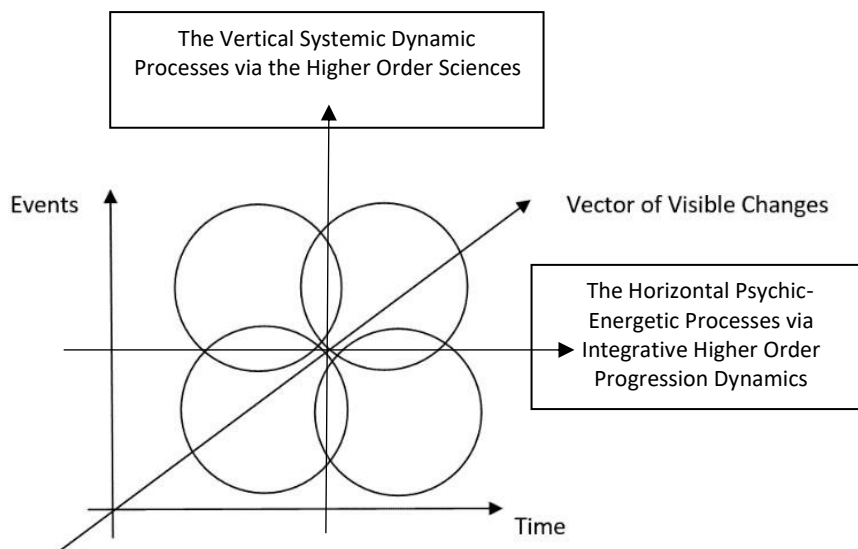 The Vertical Systemic Dynamic
Processes via the Higher Order Sciences
Events
Vector of Visible Changes
The Horizontal Psychic-
Energetic Processes via
Integrative Higher Order
Progression Dynamics
Time